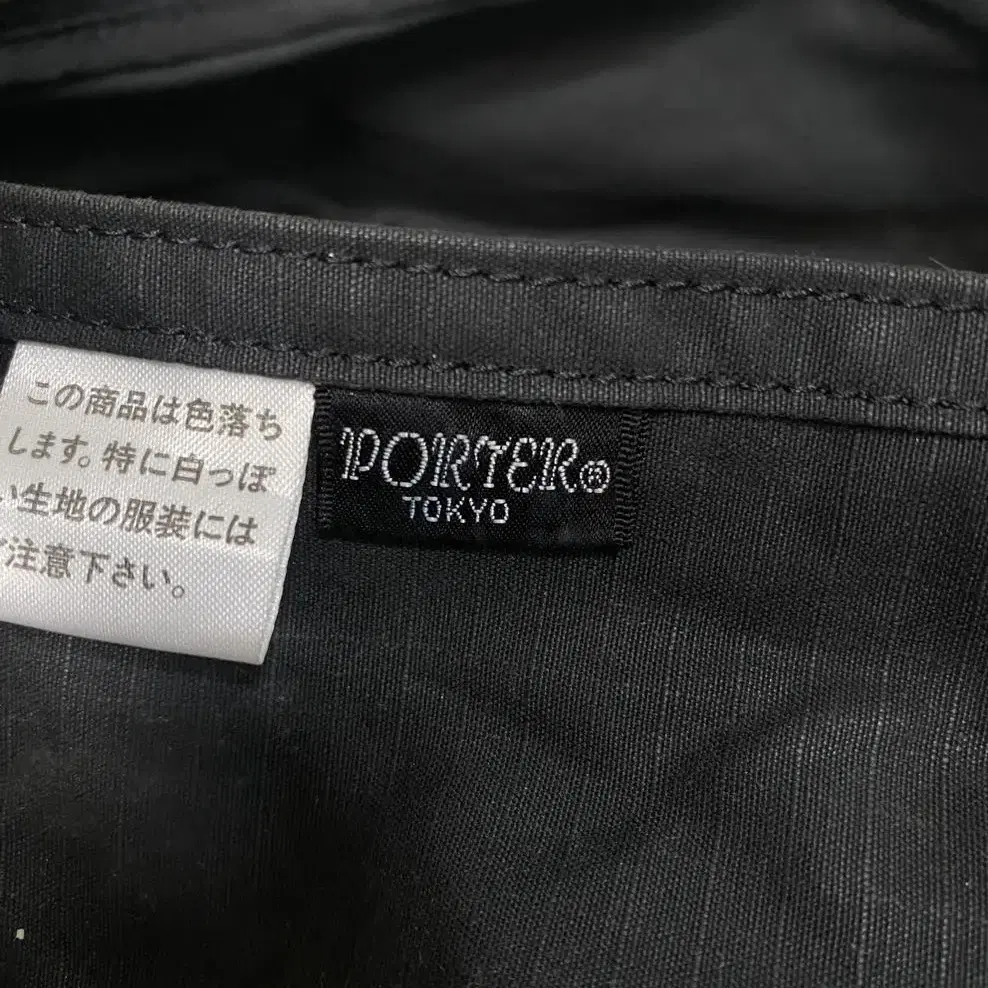 この商品は色落ち
します。特に白っぽ
い生地の服装には
ご注意下さい。
PORTER®
TOKYO